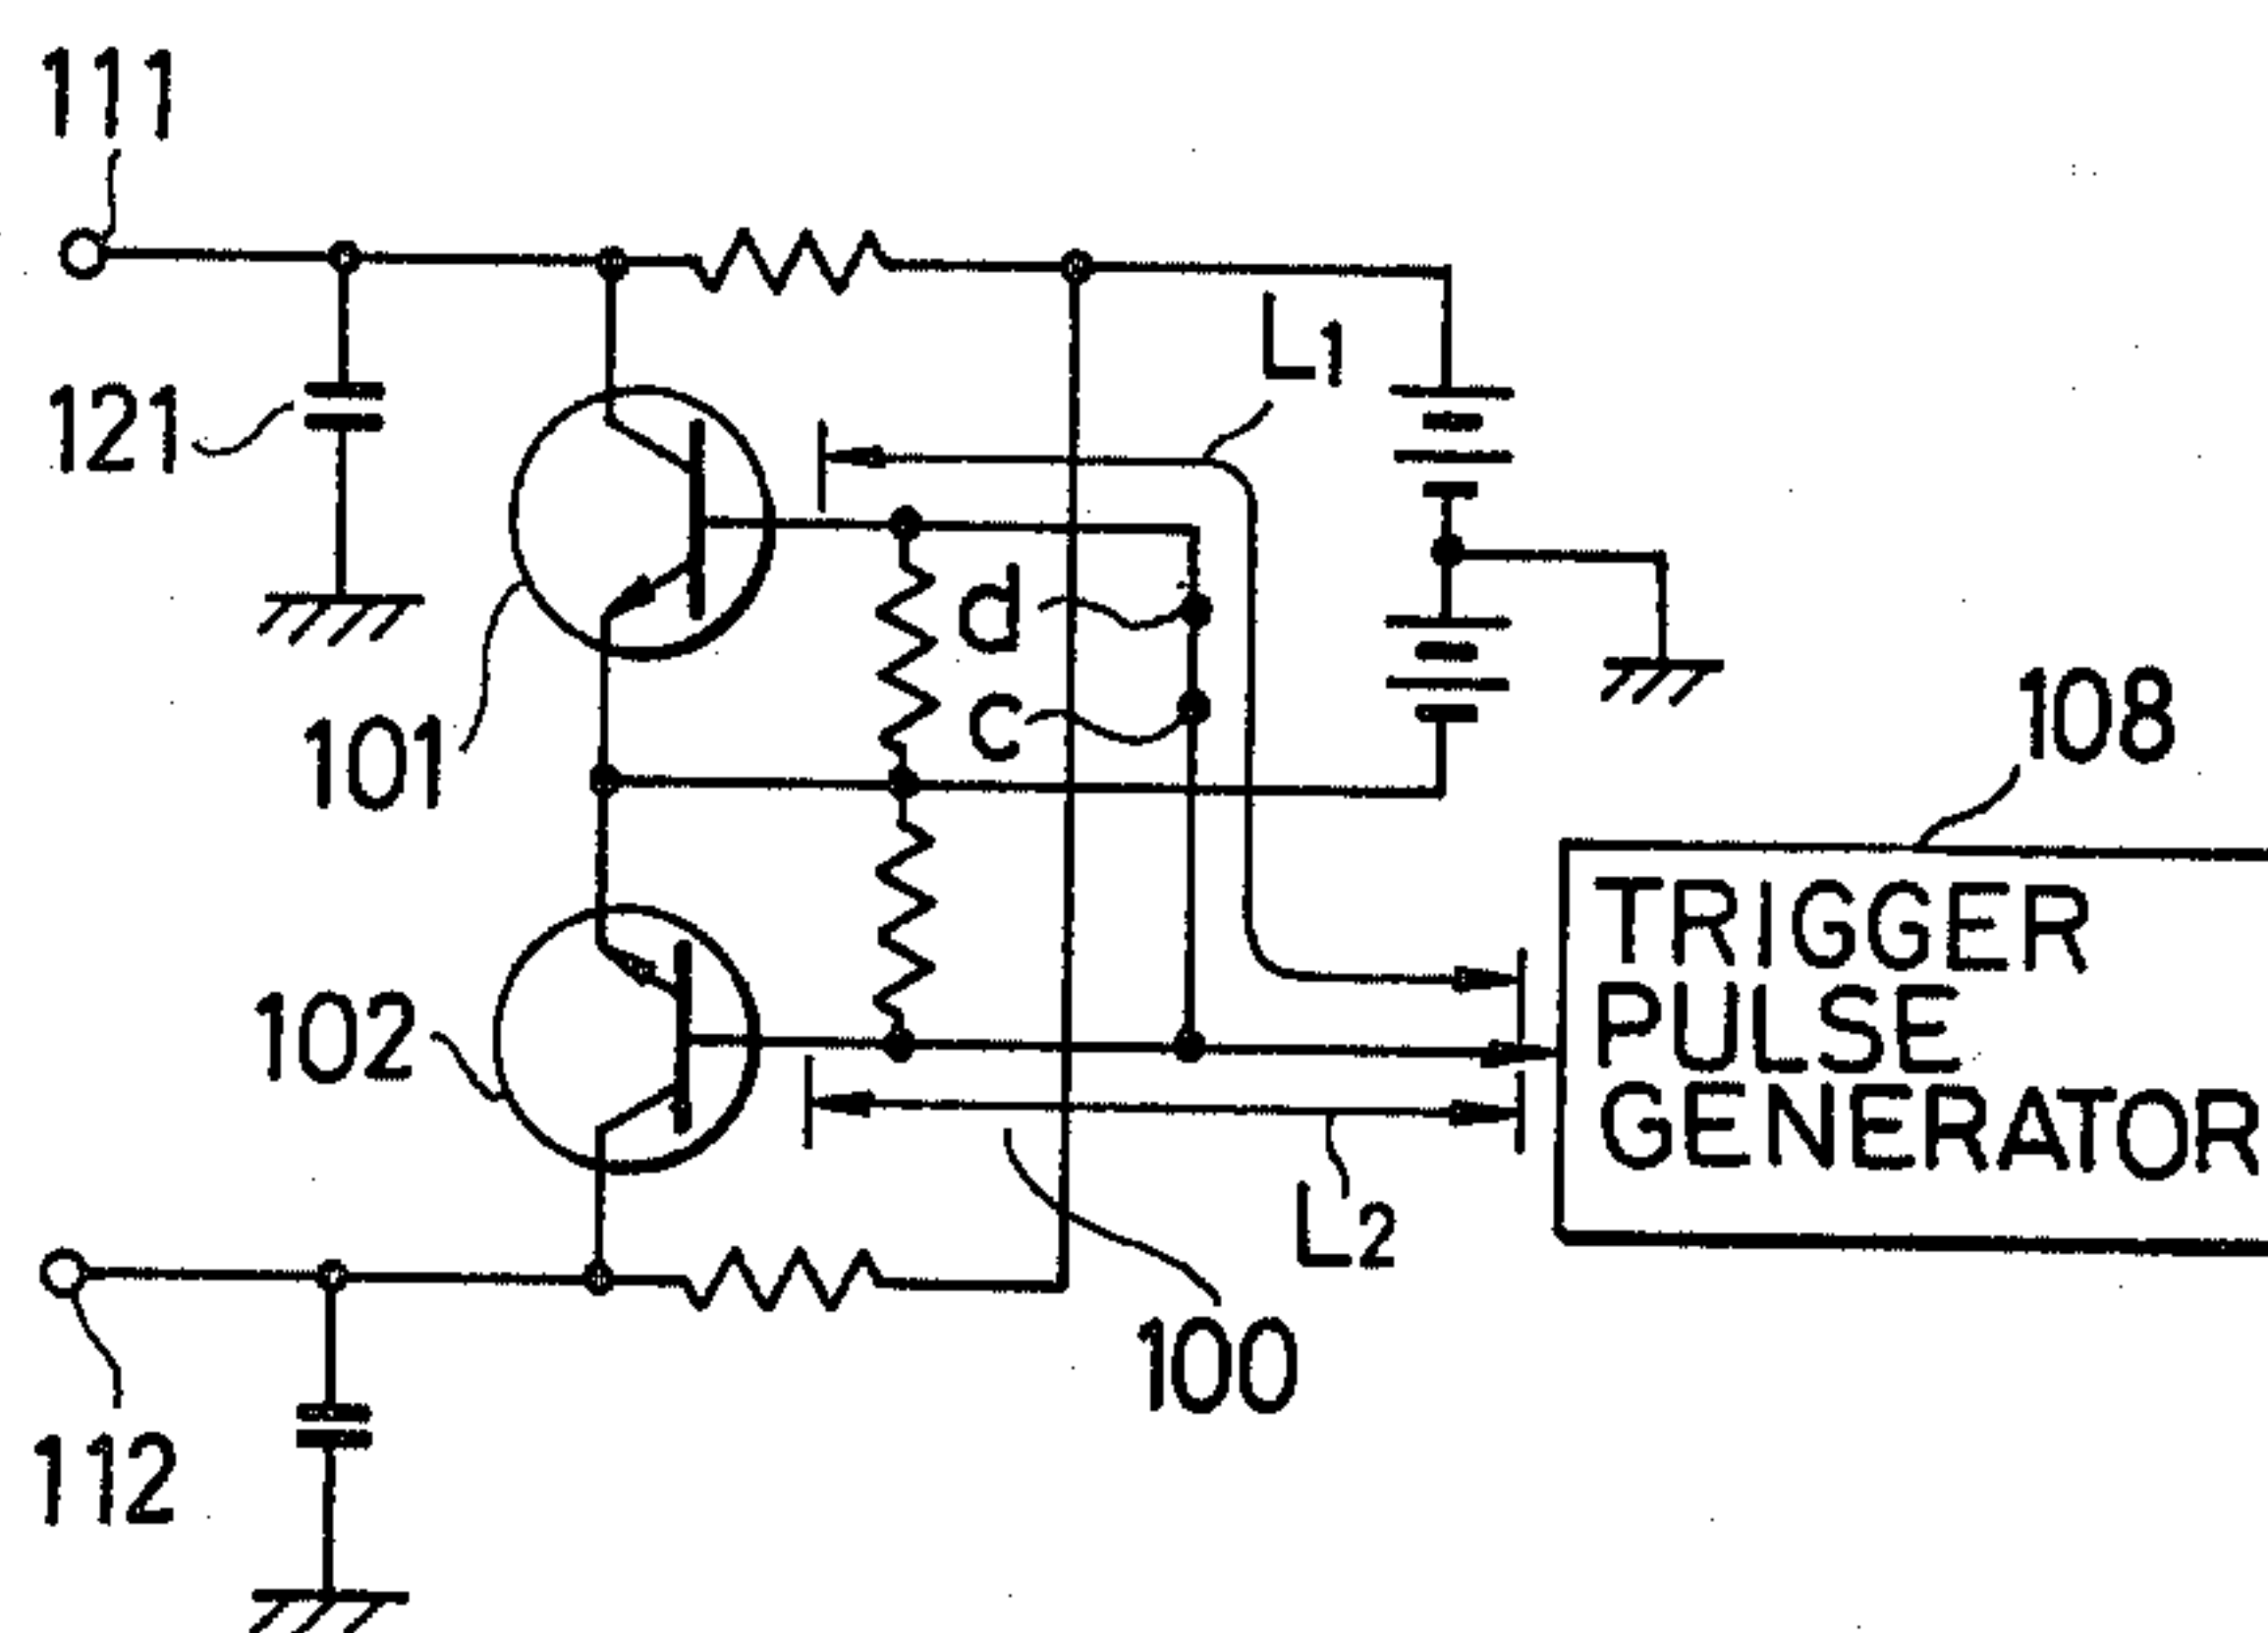 111
L1
121
d
c
108
101
TRIGGER
PULSE
GENERATOR
102
L2
100
112